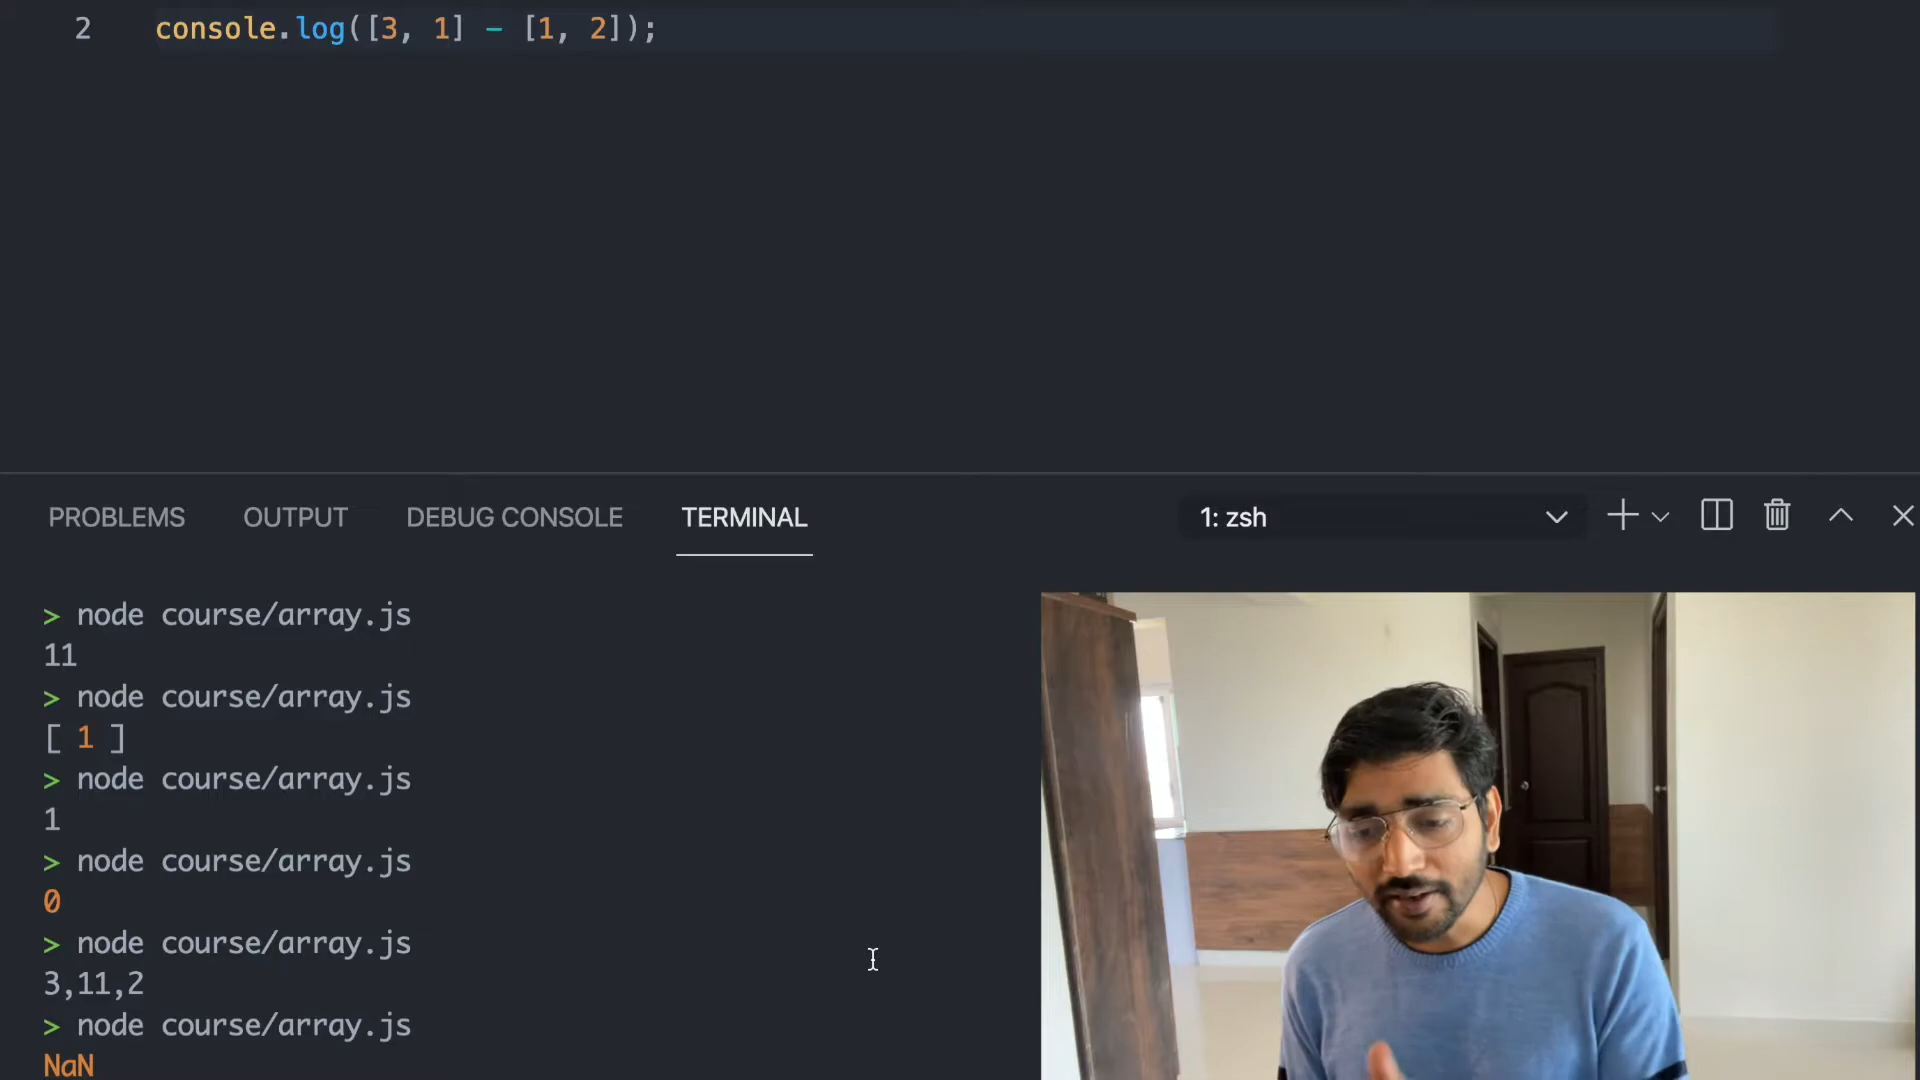 2 console.log([3, 1] - [1, 2]);
PROBLEMS OUTPUT DEBUG CONSOLE TERMINAL 1: zsh
> node course/array.js
11
> node course/array.js
[ 1 ]
> node course/array.js
1
> node course/array.js
0
> node course/array.js
3,11,2
> node course/array.js
NaN